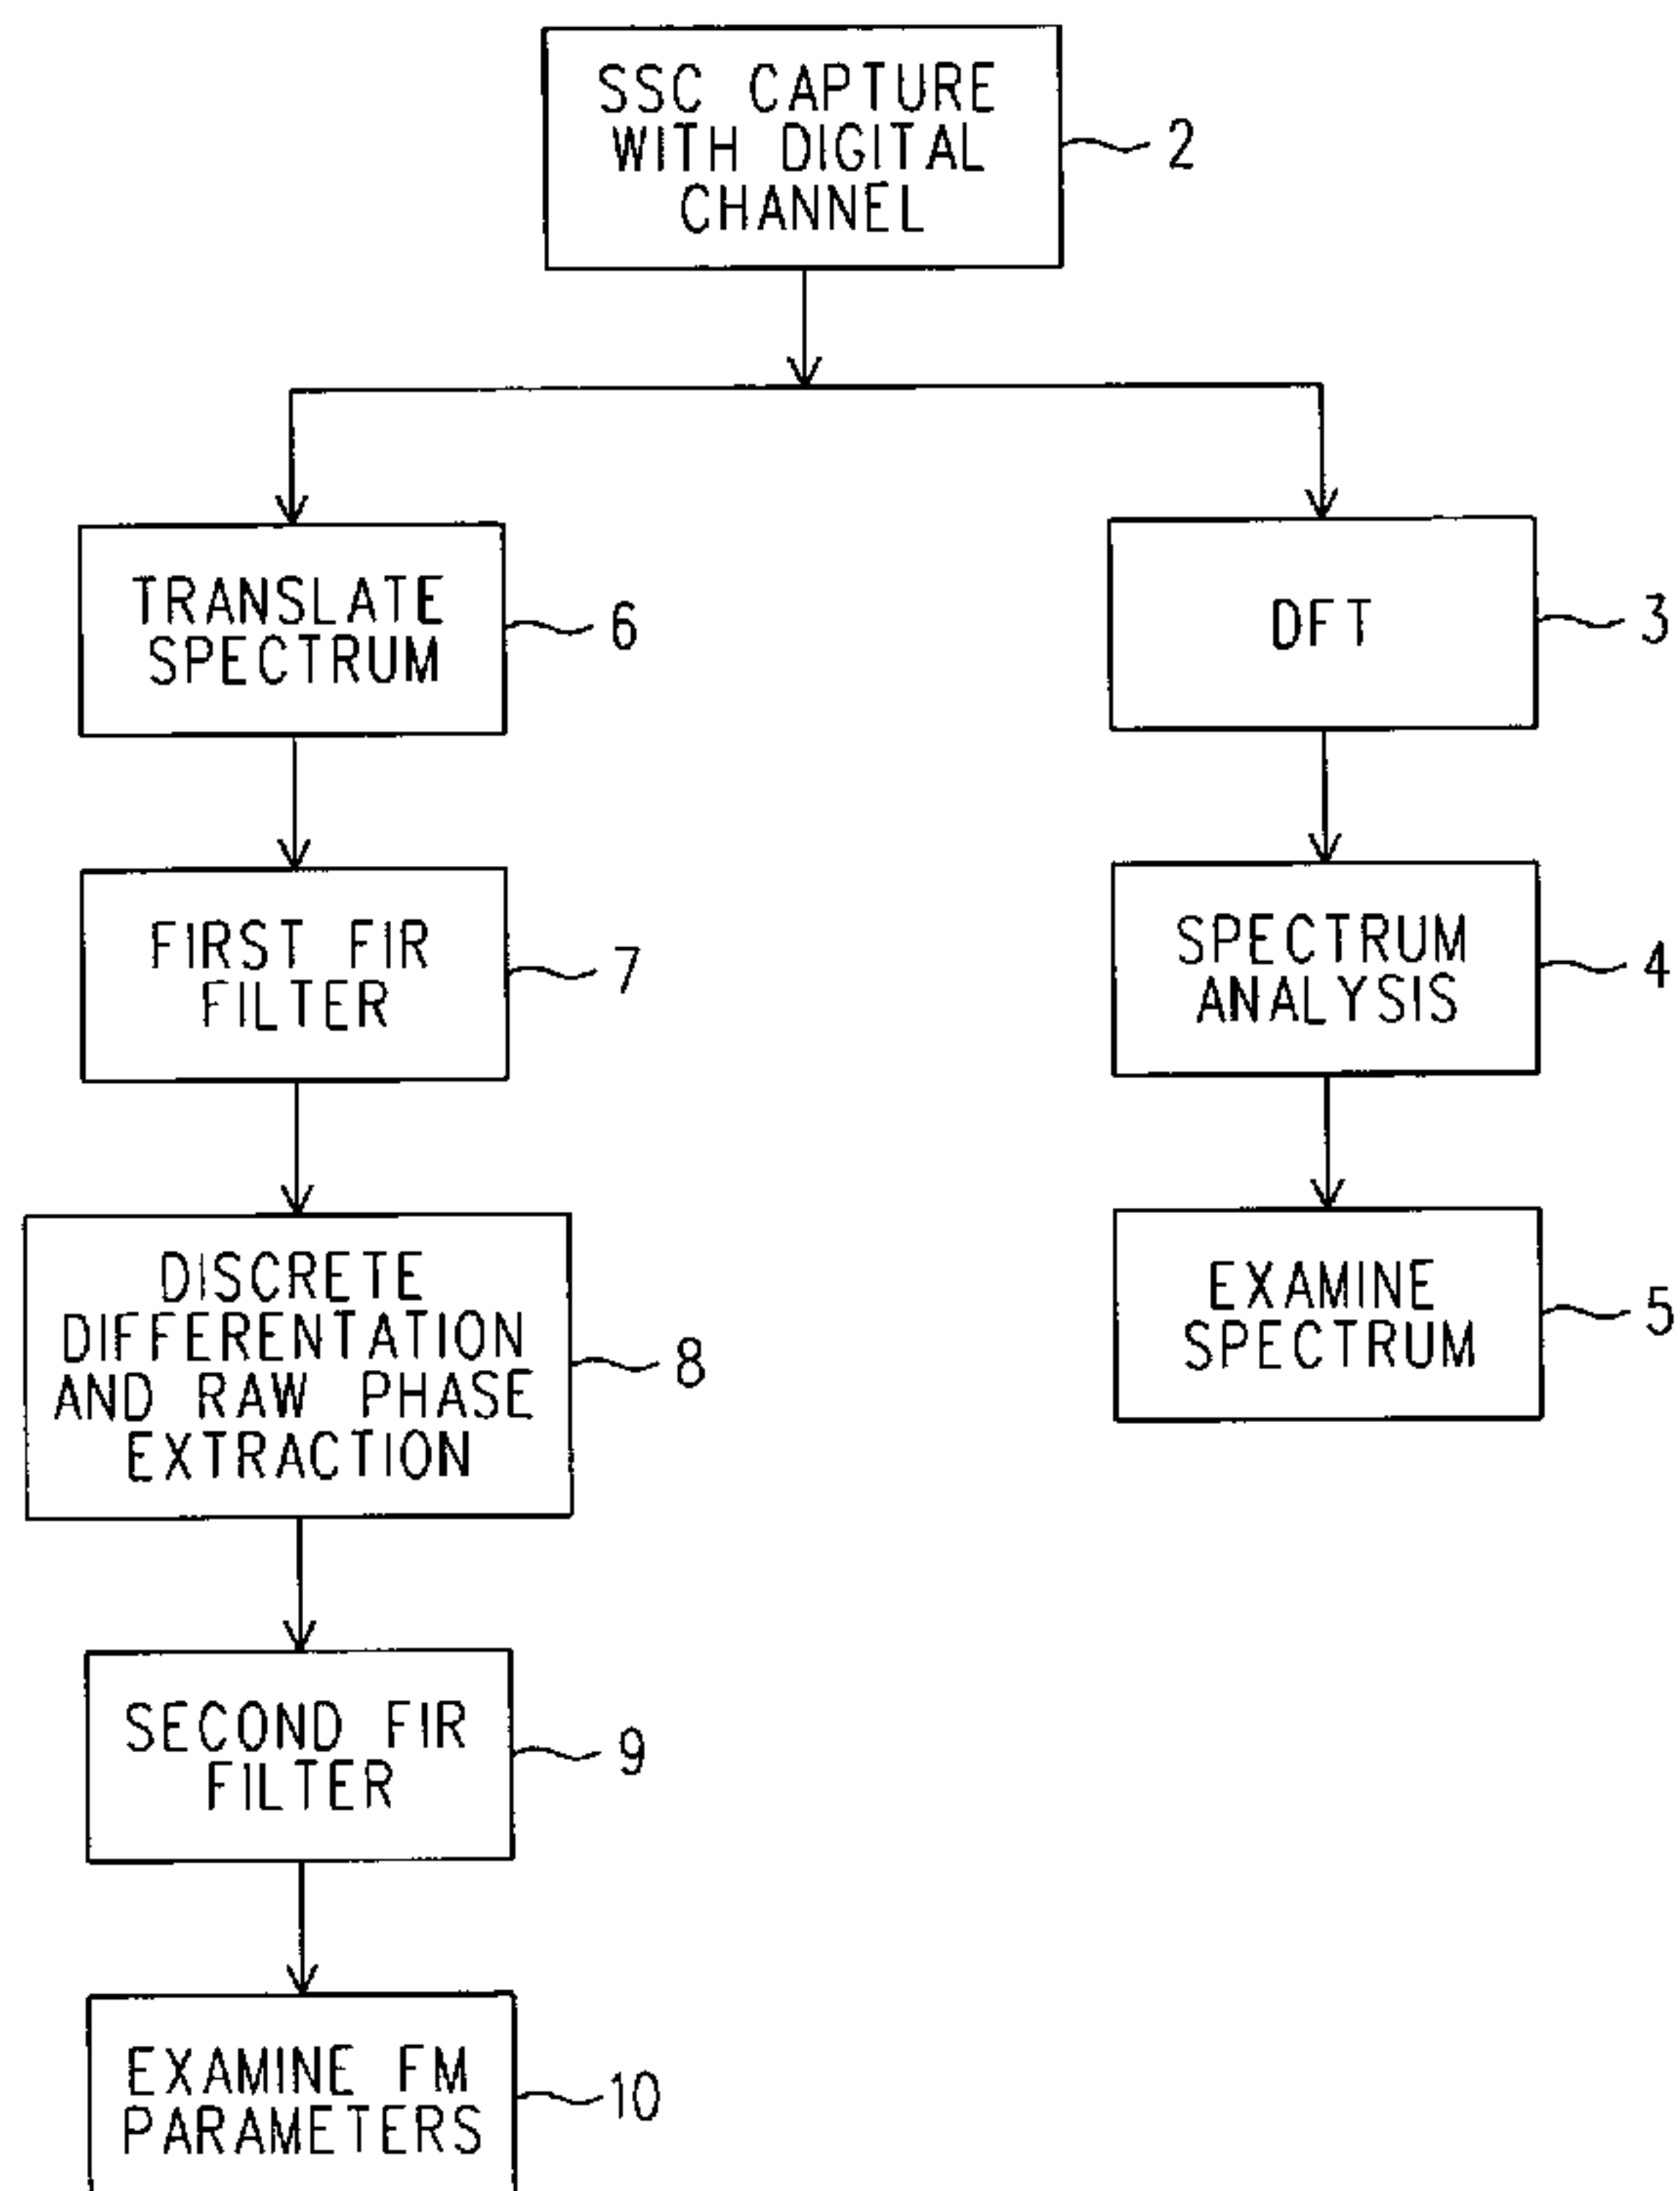 SSC CAPTURE
WITH DIGITAL
CHANNEL
2
TRANSLATE
SPECTRUM
6
DFT
3
FIRST FIR
FILTER
7
SPECTRUM
ANALYSIS
4
DISCRETE
DIFFERENTATION
AND RAW PHASE
EXTRACTION
8
EXAMINE
SPECTRUM
5
SECOND FIR
FILTER
9
EXAMINE FM
PARAMETERS
10